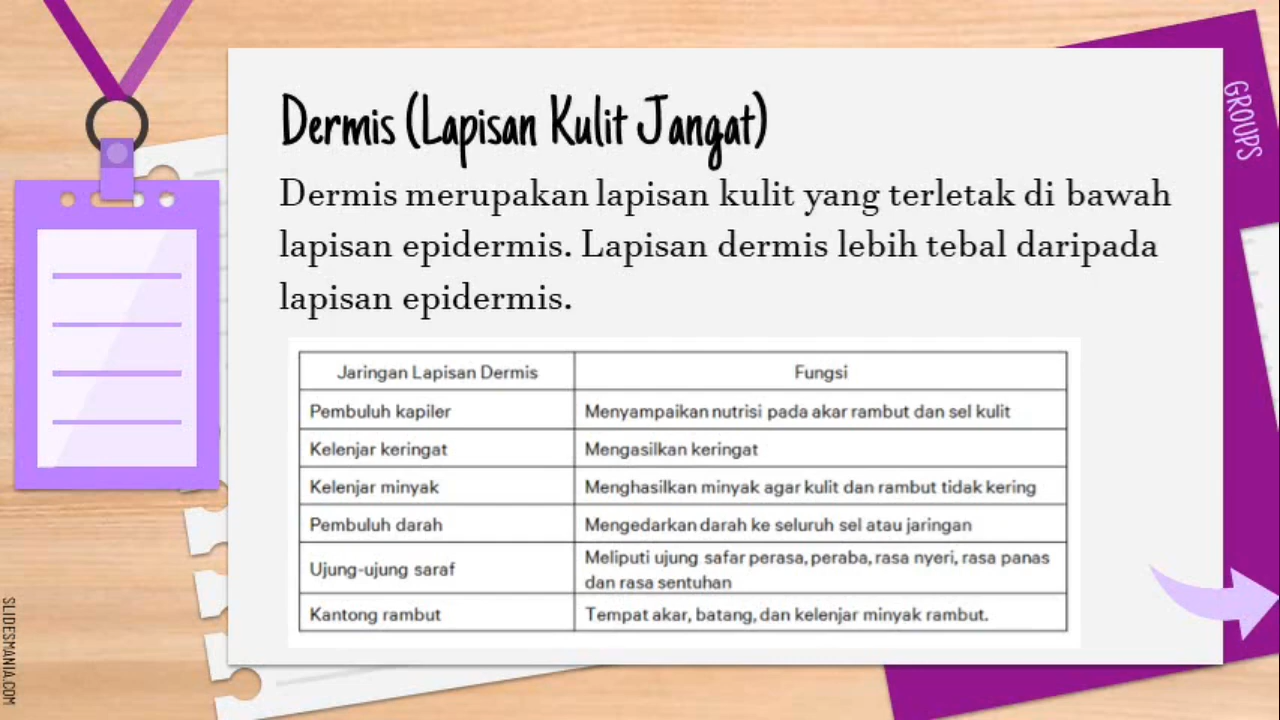 Dermis (Lapisan Kulit Jangat)
Dermis merupakan lapisan kulit yang terletak di bawah
lapisan epidermis. Lapisan dermis lebih tebal daripada
lapisan epidermis.
Jaringan Lapisan Dermis Fungsi
Pembuluh kapiler Menyampaikan nutrisi pada akar rambut dan sel kulit
Kelenjar keringat Mengasilkan keringat
Kelenjar minyak Menghasilkan minyak agar kulit dan rambut tidak kering
Pembuluh darah Mengedarkan darah ke seluruh sel atau jaringan
Ujung-ujung saraf Meliputi ujung safar perasa, peraba, rasa nyeri, rasa panas
dan rasa sentuhan
Kantong rambut Tempat akar, batang, dan kelenjar minyak rambut.
GROUPS
SLIDESMANIA.COM